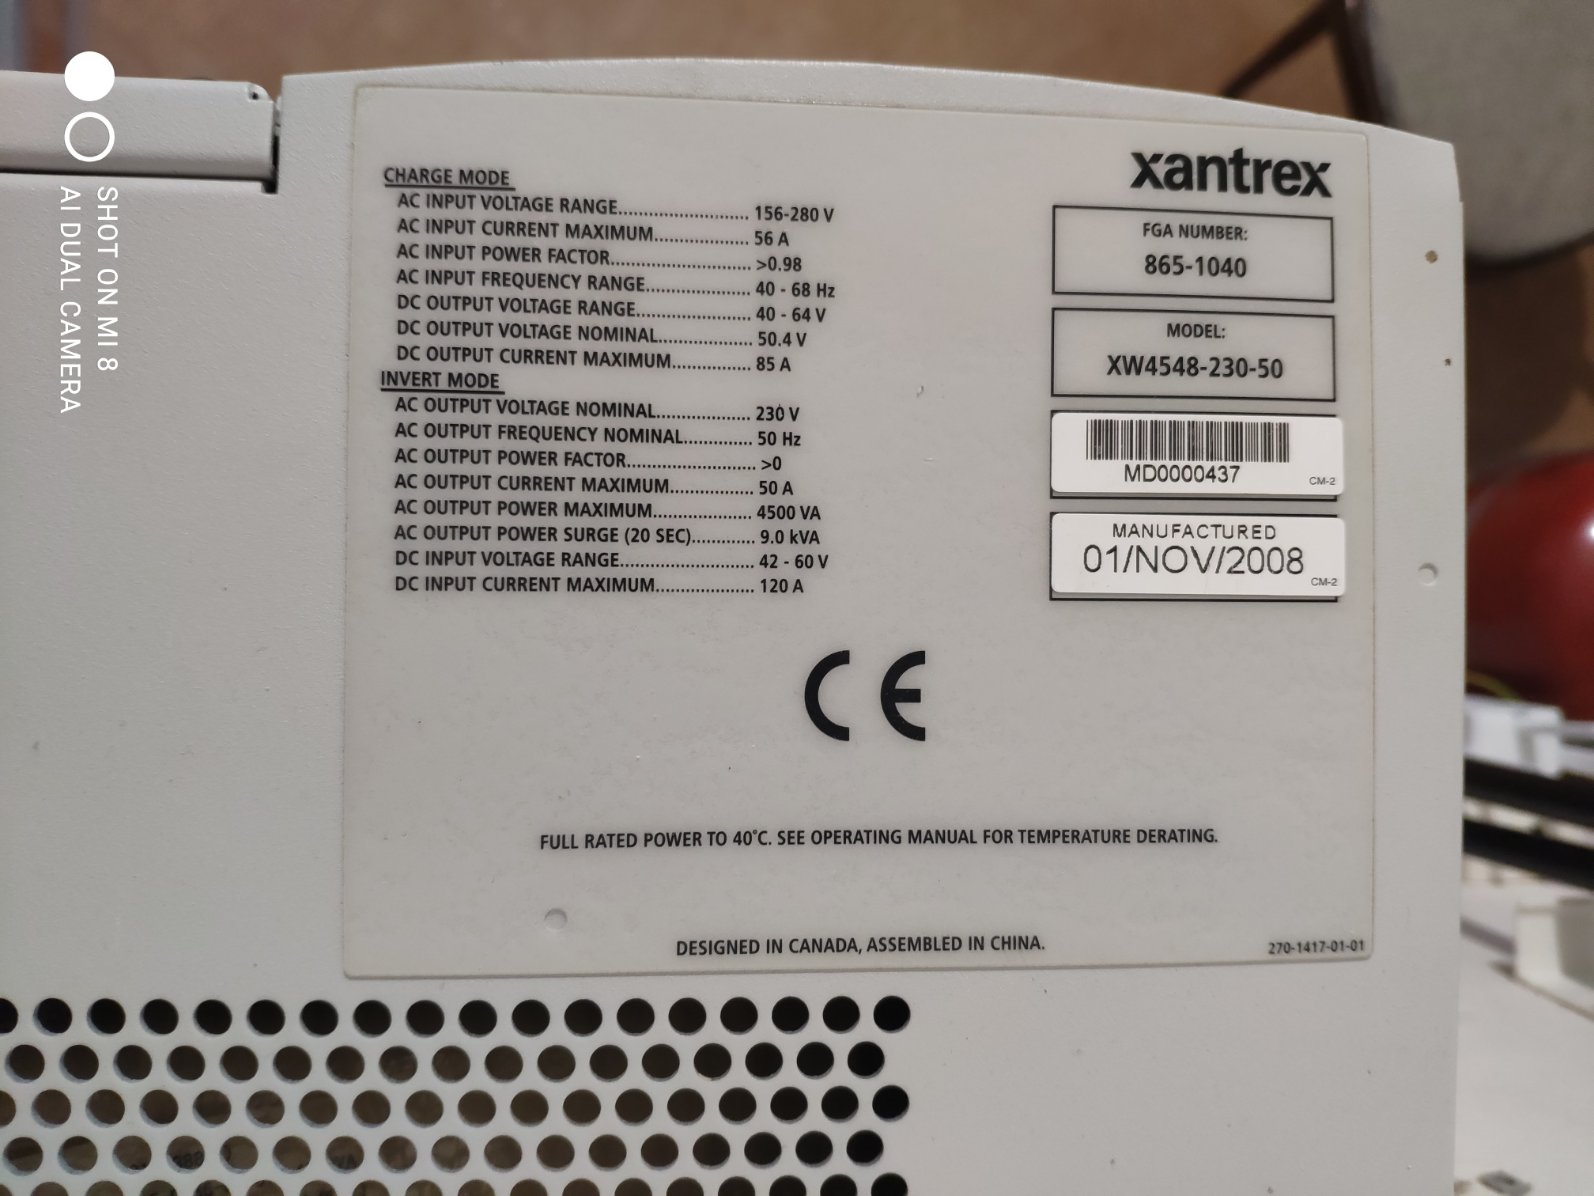 SHOT ON MI 8
AI DUAL CAMERA
xantrex
CHARGE MODE
AC INPUT VOLTAGE RANGE........................... 156-280 V
AC INPUT CURRENT MAXIMUM................... 56 A
AC INPUT POWER FACTOR............................. >0.98
AC INPUT FREQUENCY RANGE..................... 40 - 68 Hz
DC OUTPUT VOLTAGE RANGE....................... 40 - 64 V
DC OUTPUT VOLTAGE NOMINAL................... 50.4 V
DC OUTPUT CURRENT MAXIMUM................ 85 A
INVERT MODE
AC OUTPUT VOLTAGE NOMINAL................... 230 V
AC OUTPUT FREQUENCY NOMINAL.............. 50 Hz
AC OUTPUT POWER FACTOR.......................... >0
AC OUTPUT CURRENT MAXIMUM................. 50 A
AC OUTPUT POWER MAXIMUM.................... 4500 VA
AC OUTPUT POWER SURGE (20 SEC)............. 9.0 kVA
DC INPUT VOLTAGE RANGE........................... 42 - 60 V
DC INPUT CURRENT MAXIMUM.................... 120 A
FGA NUMBER:
865-1040
MODEL:
XW4548-230-50
MD0000437
CM-2
MANUFACTURED
01/NOV/2008
CM-2
CE
FULL RATED POWER TO 40°C. SEE OPERATING MANUAL FOR TEMPERATURE DERATING.
DESIGNED IN CANADA, ASSEMBLED IN CHINA.
270-1417-01-01